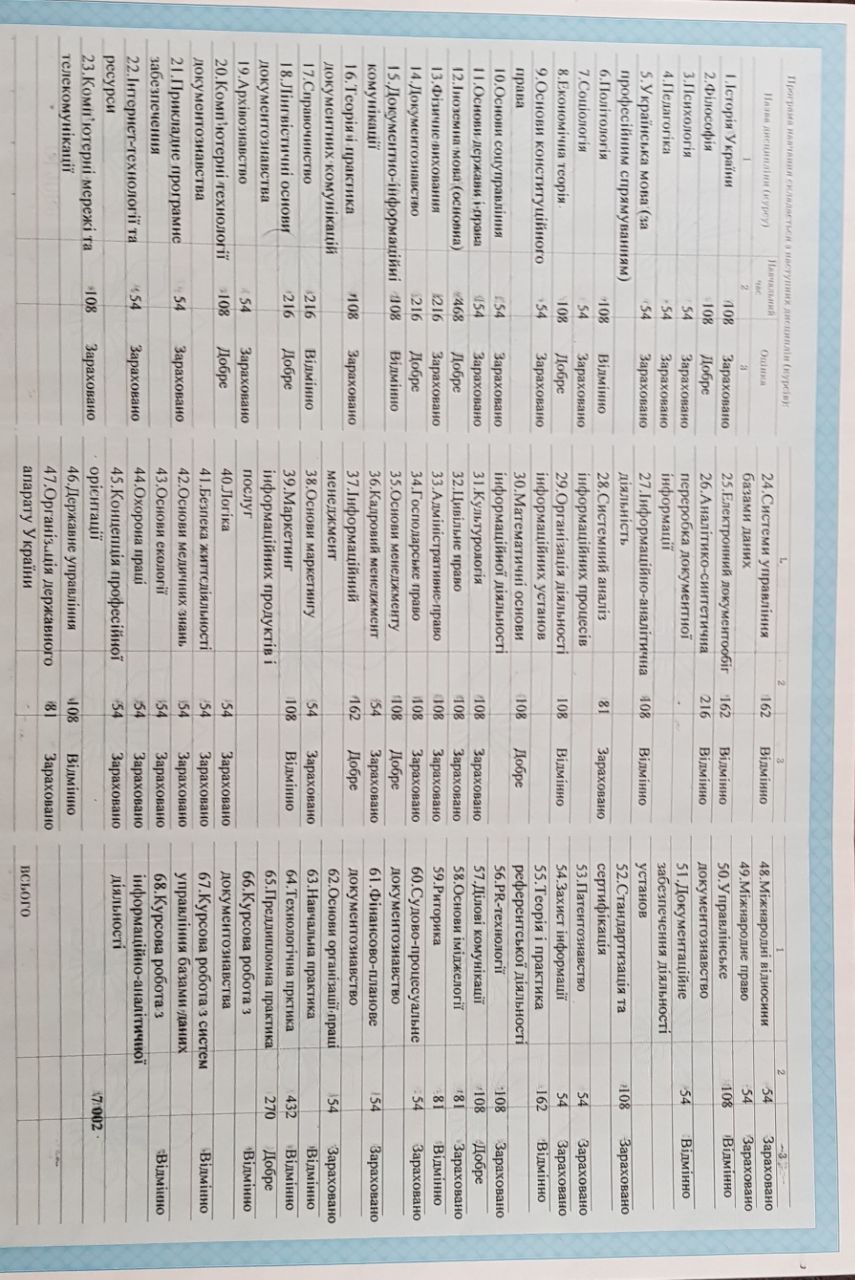 Програма навчання складається з наступних дисциплін (курсів):
Назва дисципліни (курсу) Навчальний час Оцінка
1 2 3
1.Історія України 108 Зараховано
2.Філософія 108 Добре
3.Психологія 54 Зараховано
4.Педагогіка 54 Зараховано
5.Українська мова (за 54 Зараховано
професійним спрямуванням)
6.Політологія 108 Відмінно
7.Соціологія 54 Зараховано
8.Економічна теорія 108 Добре
9.Основи конституційного 54 Зараховано
права
10.Основи соцуправління 54 Зараховано
11.Основи держави і права 54 Зараховано
12.Іноземна мова (основна) 468 Добре
13.Фізичне виховання 216 Зараховано
14.Документознавство 216 Добре
15.Документно-інформаційні 108 Відмінно
комунікації
16.Теорія і практика 108 Зараховано
документних комунікацій
17.Справочинство 216 Відмінно
18.Лінгвістичні основи 216 Добре
документознавства
19.Архівознавство 54 Зараховано
20.Комп'ютерні технології 108 Добре
документознавства
21.Прикладне програмне 54 Зараховано
забезпечення
22.Інтернет-технології та 54 Зараховано
ресурси
23.Комп'ютерні мережі та 108 Зараховано
телекомунікації
1 2 3
24.Системи управління 162 Відмінно
базами даних
25.Електронний документообіг 162 Відмінно
26.Аналітико-синтетична 216 Відмінно
переробка документної
інформації
27.Інформаційно-аналітична 108 Відмінно
діяльність
28.Системний аналіз 81 Зараховано
інформаційних процесів
29.Організація діяльності 108 Відмінно
інформаційних установ
30.Математичні основи 108 Добре
інформаційної діяльності
31.Культурологія 108 Зараховано
32.Цивільне право 108 Зараховано
33.Адміністративне право 108 Зараховано
34.Господарське право 108 Зараховано
35.Основи менеджменту 108 Добре
36.Кадровий менеджмент 54 Зараховано
37.Інформаційний 162 Добре
менеджмент
38.Основи маркетингу 54 Зараховано
39.Маркетинг 108 Відмінно
інформаційних продуктів і
послуг
40.Логіка 54 Зараховано
41.Безпека життєдіяльності 54 Зараховано
42.Основи медичних знань 54 Зараховано
43.Основи екології 54 Зараховано
44.Охорона праці 54 Зараховано
45.Концепція професійної 54 Зараховано
орієнтації
46.Державне управління 108 Відмінно
47.Організація державного 81 Зараховано
апарату України
1 2 3
48.Міжнародні відносини 54 Зараховано
49.Міжнародне право 54 Зараховано
50.Управлінське 108 Відмінно
документознавство
51.Документаційне 54 Відмінно
забезпечення діяльності
установ
52.Стандартизація та 108 Зараховано
сертифікація
53.Патентознавство 54 Зараховано
54.Захист інформації 54 Зараховано
55.Теорія і практика 162 Відмінно
референтської діяльності
56.PR-технології 108 Зараховано
57.Ділові комунікації 108 Добре
58.Основи іміджелогії 81 Зараховано
59.Риторика 81 Відмінно
60.Судово-процесуальне 54 Зараховано
документознавство
61.Фінансово-планове 54 Зараховано
документознавство
62.Основи організації праці 54 Зараховано
63.Навчальна практика Відмінно
64.Технологічна прктика 432 Відмінно
65.Преддипломна практика 270 Добре
66.Курсова робота з Відмінно
документознавства
67.Курсова робота з систем Відмінно
управління базами даних
68.Курсова робота з Відмінно
інформаційно-аналітичної
діяльності
7 002
ВСЬОГО